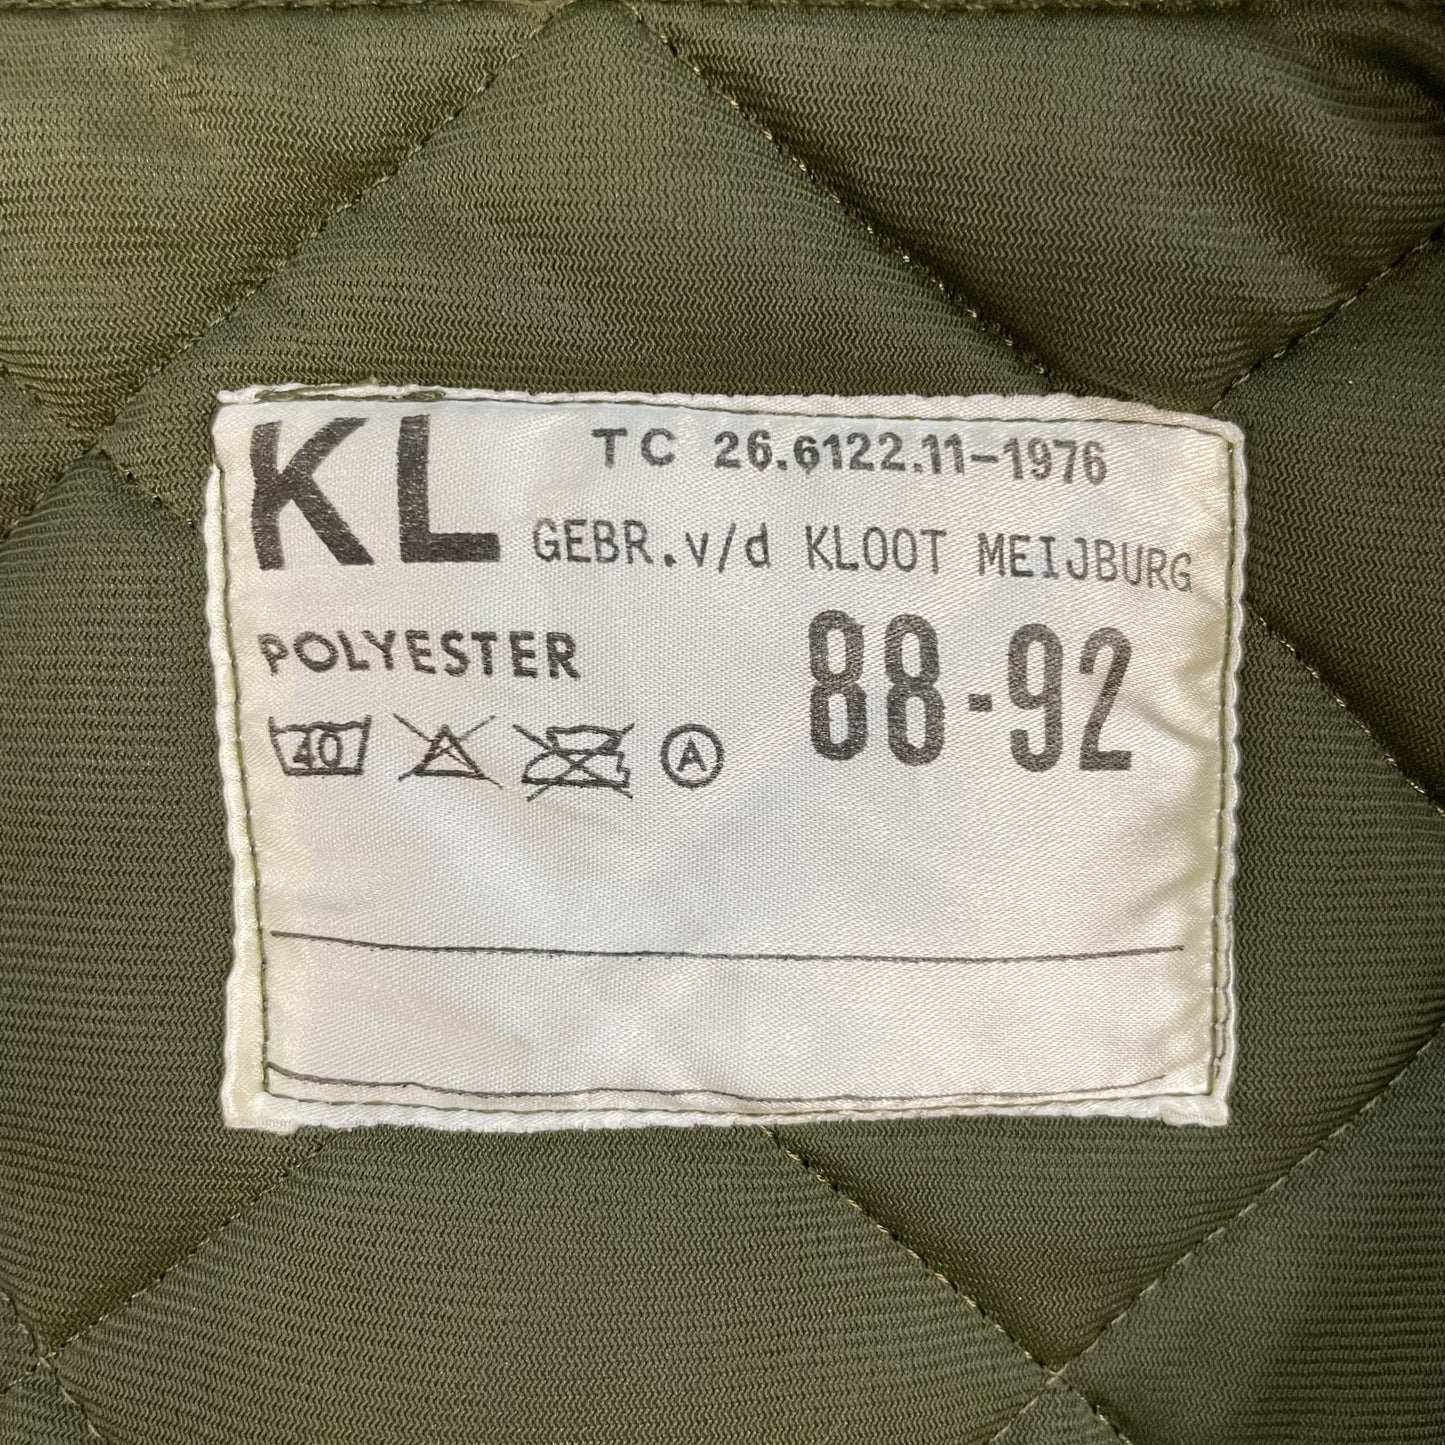 KL TC 26.6122.11-1976
GEBR.v/d KLOOT MEIJBURG
POLYESTER 88-92
40 A